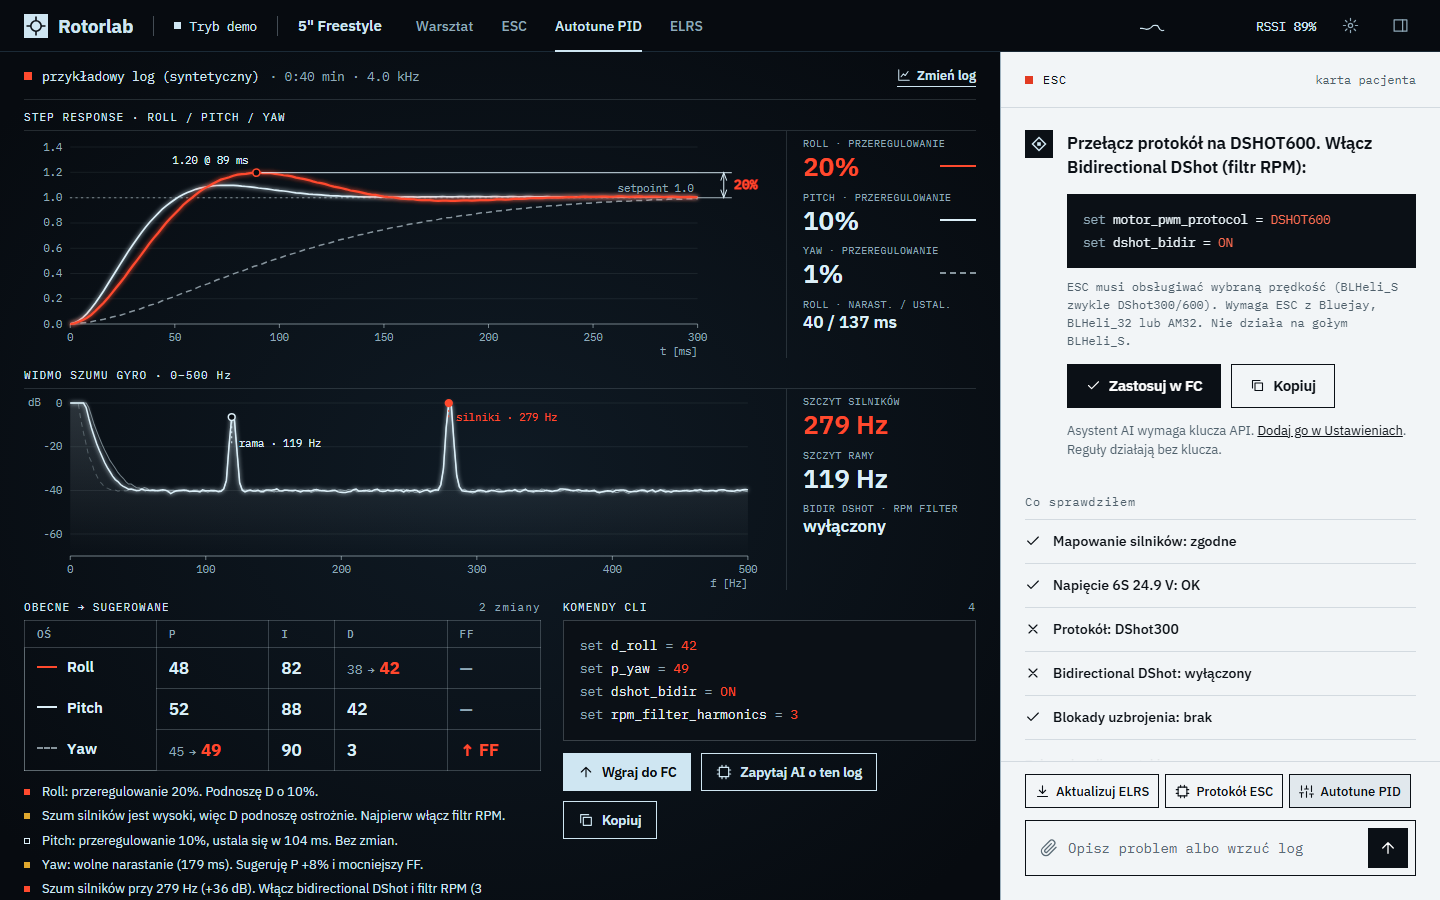 Rotorlab
Tryb demo
5" Freestyle
Warsztat
ESC
Autotune PID
ELRS
RSSI 89%
przykładowy log (syntetyczny) · 0:40 min · 4.0 kHz
Zmień log
STEP RESPONSE · ROLL / PITCH / YAW
1.4
1.2
1.0
0.8
0.6
0.4
0.2
0.0
1.20 @ 89 ms
setpoint 1.0
20%
0
50
100
150
200
250
300
t [ms]
ROLL · PRZEREGULOWANIE
20%
PITCH · PRZEREGULOWANIE
10%
YAW · PRZEREGULOWANIE
1%
ROLL · NARAST. / USTAL.
40 / 137 ms
WIDMO SZUMU GYRO · 0–500 Hz
dB
0
-20
-40
-60
rama · 119 Hz
silniki · 279 Hz
0
100
200
300
400
500
f [Hz]
SZCZYT SILNIKÓW
279 Hz
SZCZYT RAMY
119 Hz
BIDIR DSHOT · RPM FILTER
wyłączony
OBECNE → SUGEROWANE
2 zmiany
OŚ P I D FF
Roll 48 82 38 → 42 —
Pitch 52 88 42 —
Yaw 45 → 49 90 3 ↑ FF
Roll: przeregulowanie 20%. Podnoszę D o 10%.
Szum silników jest wysoki, więc D podnoszę ostrożnie. Najpierw włącz filtr RPM.
Pitch: przeregulowanie 10%, ustala się w 104 ms. Bez zmian.
Yaw: wolne narastanie (179 ms). Sugeruję P +8% i mocniejszy FF.
Szum silników przy 279 Hz (+36 dB). Włącz bidirectional DShot i filtr RPM (3
KOMENDY CLI
4
set d_roll = 42
set p_yaw = 49
set dshot_bidir = ON
set rpm_filter_harmonics = 3
Wgraj do FC
Zapytaj AI o ten log
Kopiuj
ESC
karta pacjenta
Przełącz protokół na DSHOT600. Włącz
Bidirectional DShot (filtr RPM):
set motor_pwm_protocol = DSHOT600
set dshot_bidir = ON
ESC musi obsługiwać wybraną prędkość (BLHeli_S
zwykle DShot300/600). Wymaga ESC z Bluejay,
BLHeli_32 lub AM32. Nie działa na gołym
BLHeli_S.
Zastosuj w FC
Kopiuj
Asystent AI wymaga klucza API. Dodaj go w Ustawieniach.
Reguły działają bez klucza.
Co sprawdziłem
Mapowanie silników: zgodne
Napięcie 6S 24.9 V: OK
Protokół: DShot300
Bidirectional DShot: wyłączony
Blokady uzbrojenia: brak
Aktualizuj ELRS
Protokół ESC
Autotune PID
Opisz problem albo wrzuć log